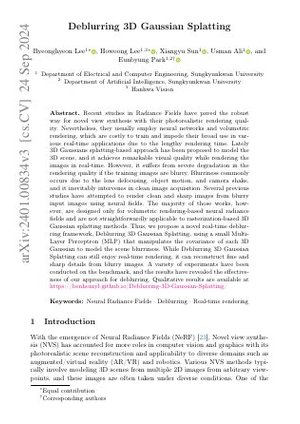 arXiv:2401.00834v3 [cs.CV] 24 Sep 2024
Deblurring 3D Gaussian Splatting
Byeonghyeon Lee1*, Howoong Lee1,3*, Xiangyu Sun2, Usman Ali2, and
Eunbyung Park1,2†
1 Department of Electrical and Computer Engineering, Sungkyunkwan University
2 Department of Artificial Intelligence, Sungkyunkwan University
3 Hanhwa Vision
Abstract. Recent studies in Radiance Fields have paved the robust
way for novel view synthesis with their photorealistic rendering qual-
ity. Nevertheless, they usually employ neural networks and volumetric
rendering, which are costly to train and impede their broad use in var-
ious real-time applications due to the lengthy rendering time. Lately
3D Gaussians splatting-based approach has been proposed to model the
3D scene, and it achieves remarkable visual quality while rendering the
images in real-time. However, it suffers from severe degradation in the
rendering quality if the training images are blurry. Blurriness commonly
occurs due to the lens defocusing, object motion, and camera shake,
and it inevitably intervenes in clean image acquisition. Several previous
studies have attempted to render clean and sharp images from blurry
input images using neural fields. The majority of those works, how-
ever, are designed only for volumetric rendering-based neural radiance
fields and are not straightforwardly applicable to rasterization-based 3D
Gaussian splatting methods. Thus, we propose a novel real-time deblur-
ring framework, Deblurring 3D Gaussian Splatting, using a small Multi-
Layer Perceptron (MLP) that manipulates the covariance of each 3D
Gaussian to model the scene blurriness. While Deblurring 3D Gaussian
Splatting can still enjoy real-time rendering, it can reconstruct fine and
sharp details from blurry images. A variety of experiments have been
conducted on the benchmark, and the results have revealed the effective-
ness of our approach for deblurring. Qualitative results are available at
https://benhenryl.github.io/Deblurring-3D-Gaussian-Splatting/
Keywords: Neural Radiance Fields · Deblurring · Real-time rendering
1 Introduction
With the emergence of Neural Radiance Fields (NeRF) [23], Novel view synthe-
sis (NVS) has accounted for more roles in computer vision and graphics with its
photorealistic scene reconstruction and applicability to diverse domains such as
augmented/virtual reality (AR/VR) and robotics. Various NVS methods typi-
cally involve modeling 3D scenes from multiple 2D images from arbitrary view-
points, and these images are often taken under diverse conditions. One of the
* Equal contribution
† Corresponding authors